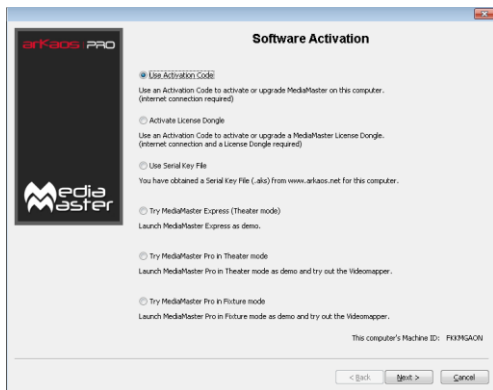 arKaos PRO
Media
Master
Software Activation
Use Activation Code
Use an Activation Code to activate or upgrade MediaMaster on this computer.
(internet connection required)
Activate License Dongle
Use an Activation Code to activate or upgrade a MediaMaster License Dongle.
(internet connection and a License Dongle required)
Use Serial Key File
You have obtained a Serial Key File (.aks) from www.arkaos.net for this computer.
Try MediaMaster Express (Theater mode)
Launch MediaMaster Express as demo.
Try MediaMaster Pro in Theater mode
Launch MediaMaster Pro in Theater mode as demo and try out the Videomapper.
Try MediaMaster Pro in Fixture mode
Launch MediaMaster Pro in Fixture mode as demo and try out the Videomapper.
This computer's Machine ID: FKKMGAON
< Back Next > Cancel